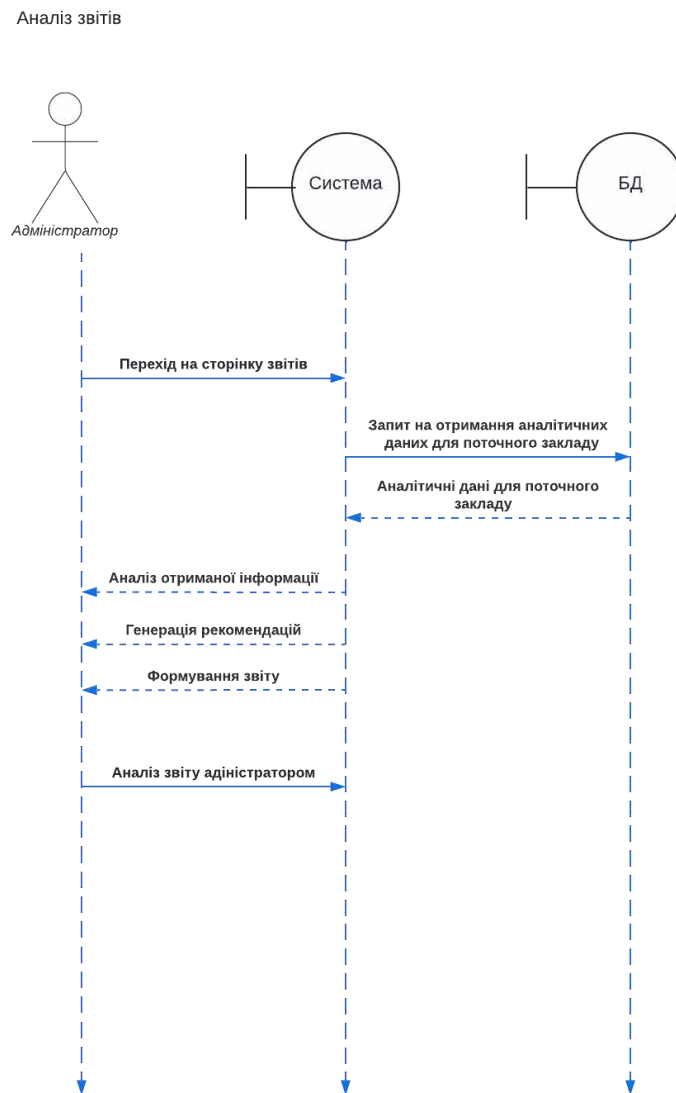 Аналіз звітів
Система
БД
Адміністратор
Перехід на сторінку звітів
Запит на отримання аналітичних
даних для поточного закладу
Аналітичні дані для поточного
закладу
Аналіз отриманої інформації
Генерація рекомендацій
Формування звіту
Аналіз звіту адіністратором